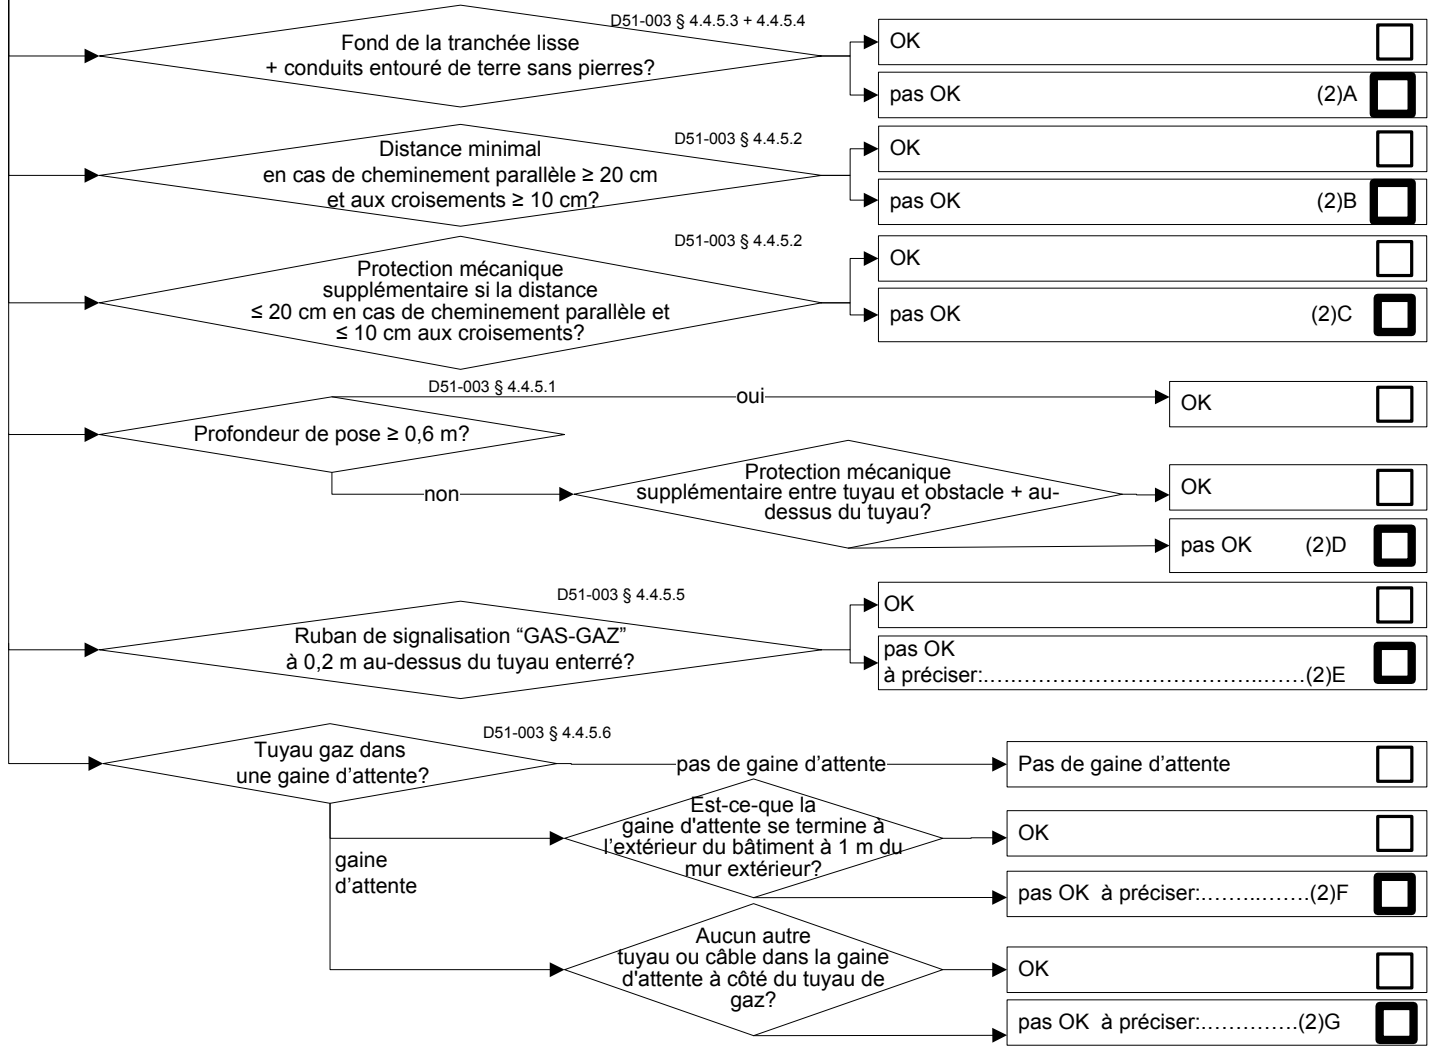 D51-003 § 4.4.5.3 + 4.4.5.4
Fond de la tranchée lisse
+ conduits entouré de terre sans pierres?
OK
pas OK (2)A
D51-003 § 4.4.5.2
Distance minimal
en cas de cheminement parallèle ≥ 20 cm
et aux croisements ≥ 10 cm?
OK
pas OK (2)B
D51-003 § 4.4.5.2
Protection mécanique
supplémentaire si la distance
≤ 20 cm en cas de cheminement parallèle et
≤ 10 cm aux croisements?
OK
pas OK (2)C
D51-003 § 4.4.5.1
Profondeur de pose ≥ 0,6 m?
oui
OK
non
Protection mécanique
supplémentaire entre tuyau et obstacle + au-
dessus du tuyau?
OK
pas OK (2)D
D51-003 § 4.4.5.5
Ruban de signalisation “GAS-GAZ”
à 0,2 m au-dessus du tuyau enterré?
OK
pas OK
à préciser:…..……………………………………..……(2)E
D51-003 § 4.4.5.6
Tuyau gaz dans
une gaine d’attente?
pas de gaine d’attente
Pas de gaine d’attente
gaine
d’attente
Est-ce-que la
gaine d'attente se termine à
l’extérieur du bâtiment à 1 m du
mur extérieur?
OK
pas OK à préciser:……..…….(2)F
Aucun autre
tuyau ou câble dans la gaine
d'attente à côté du tuyau de
gaz?
OK
pas OK à préciser:…………..(2)G